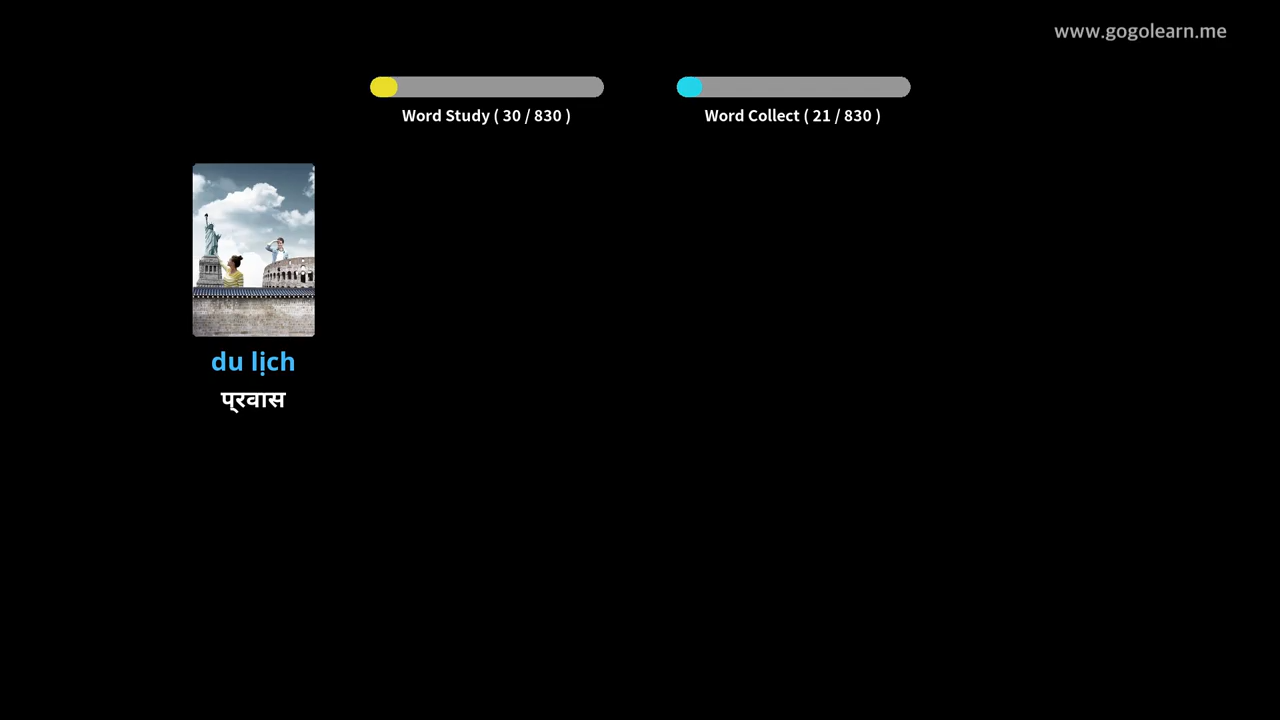 www.gogolearn.me
Word Study ( 30 / 830 )
Word Collect ( 21 / 830 )
du lịch
प्रवास